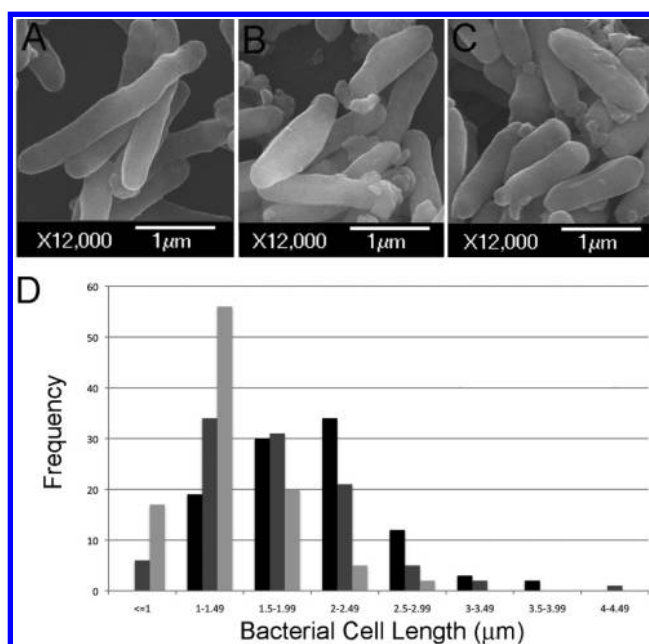 A
B
C
X12,000 1μm
X12,000 1μm
X12,000 1μm
D
60
50
40
30
20
10
0
Frequency
<=1 1-1.49 1.5-1.99 2-2.49 2.5-2.99 3-3.49 3.5-3.99 4-4.49
Bacterial Cell Length (μm)